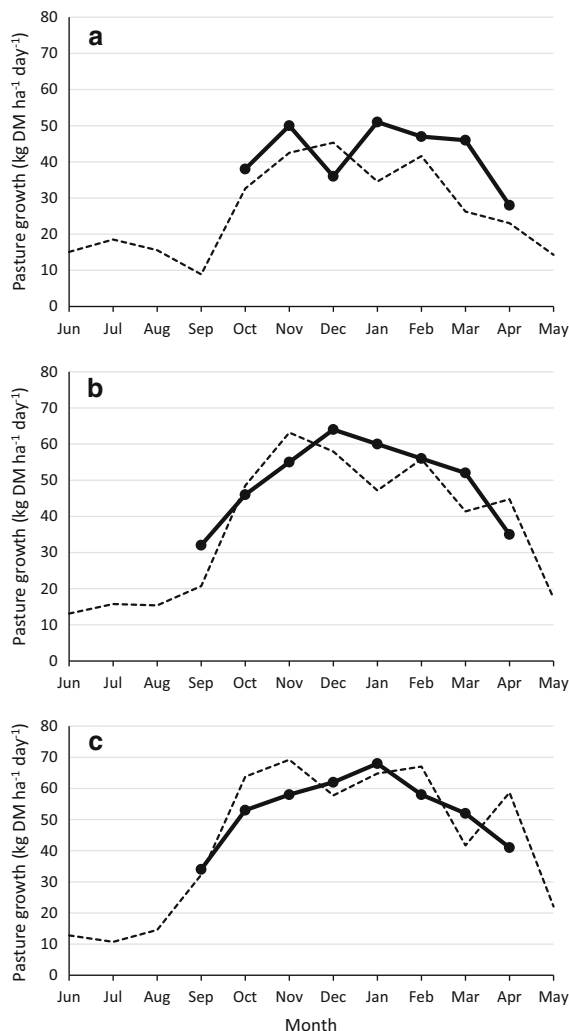 a
80
70
60
50
40
30
20
10
0
Pasture growth (kg DM ha⁻¹ day⁻¹)
Jun Jul Aug Sep Oct Nov Dec Jan Feb Mar Apr May
b
80
70
60
50
40
30
20
10
0
Pasture growth (kg DM ha⁻¹ day⁻¹)
Jun Jul Aug Sep Oct Nov Dec Jan Feb Mar Apr May
c
80
70
60
50
40
30
20
10
0
Pasture growth (kg DM ha⁻¹ day⁻¹)
Jun Jul Aug Sep Oct Nov Dec Jan Feb Mar Apr May
Month